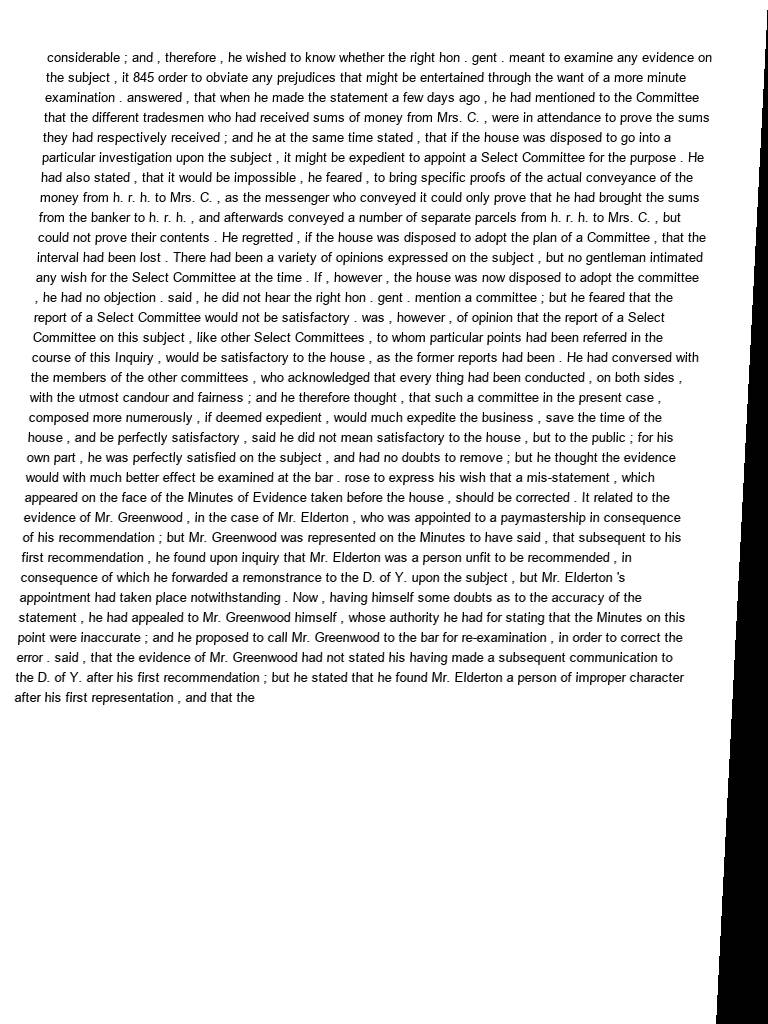 considerable ; and , therefore , he wished to know whether the right hon . gent . meant to examine any evidence on
the subject , it 845 order to obviate any prejudices that might be entertained through the want of a more minute
examination . answered , that when he made the statement a few days ago , he had mentioned to the Committee
that the different tradesmen who had received sums of money from Mrs. C. , were in attendance to prove the sums
they had respectively received ; and he at the same time stated , that if the house was disposed to go into a
particular investigation upon the subject , it might be expedient to appoint a Select Committee for the purpose . He
had also stated , that it would be impossible , he feared , to bring specific proofs of the actual conveyance of the
money from h. r. h. to Mrs. C. , as the messenger who conveyed it could only prove that he had brought the sums
from the banker to h. r. h. , and afterwards conveyed a number of separate parcels from h. r. h. to Mrs. C. , but
could not prove their contents . He regretted , if the house was disposed to adopt the plan of a Committee , that the
interval had been lost . There had been a variety of opinions expressed on the subject , but no gentleman intimated
any wish for the Select Committee at the time . If , however , the house was now disposed to adopt the committee
, he had no objection . said , he did not hear the right hon . gent . mention a committee ; but he feared that the
report of a Select Committee would not be satisfactory . was , however , of opinion that the report of a Select
Committee on this subject , like other Select Committees , to whom particular points had been referred in the
course of this Inquiry , would be satisfactory to the house , as the former reports had been . He had conversed with
the members of the other committees , who acknowledged that every thing had been conducted , on both sides ,
with the utmost candour and fairness ; and he therefore thought , that such a committee in the present case ,
composed more numerously , if deemed expedient , would much expedite the business , save the time of the
house , and be perfectly satisfactory , said he did not mean satisfactory to the house , but to the public ; for his
own part , he was perfectly satisfied on the subject , and had no doubts to remove ; but he thought the evidence
would with much better effect be examined at the bar . rose to express his wish that a mis-statement , which
appeared on the face of the Minutes of Evidence taken before the house , should be corrected . It related to the
evidence of Mr. Greenwood , in the case of Mr. Elderton , who was appointed to a paymastership in consequence
of his recommendation ; but Mr. Greenwood was represented on the Minutes to have said , that subsequent to his
first recommendation , he found upon inquiry that Mr. Elderton was a person unfit to be recommended , in
consequence of which he forwarded a remonstrance to the D. of Y. upon the subject , but Mr. Elderton 's
appointment had taken place notwithstanding . Now , having himself some doubts as to the accuracy of the
statement , he had appealed to Mr. Greenwood himself , whose authority he had for stating that the Minutes on this
point were inaccurate ; and he proposed to call Mr. Greenwood to the bar for re-examination , in order to correct the
error . said , that the evidence of Mr. Greenwood had not stated his having made a subsequent communication to
the D. of Y. after his first recommendation ; but he stated that he found Mr. Elderton a person of improper character
after his first representation , and that the